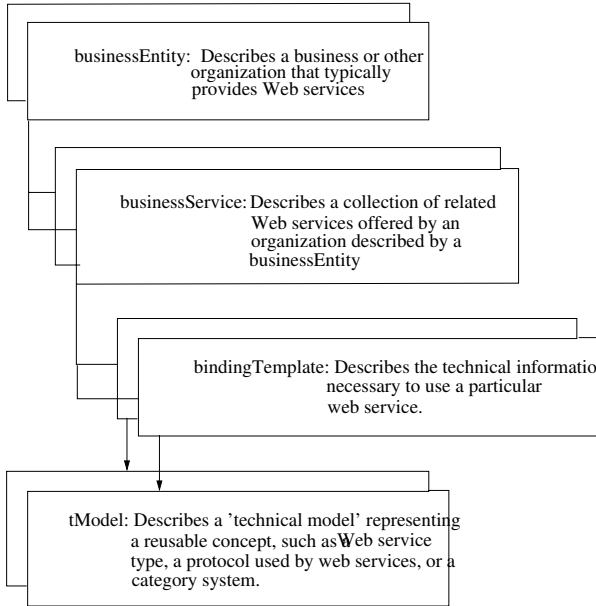 businessEntity: Describes a business or other
organization that typically
provides Web services
businessService: Describes a collection of related
Web services offered by an
organization described by a
businessEntity
bindingTemplate: Describes the technical informatio
necessary to use a particular
web service.
tModel: Describes a 'technical model' representing
a reusable concept, such as a Web service
type, a protocol used by web services, or a
category system.